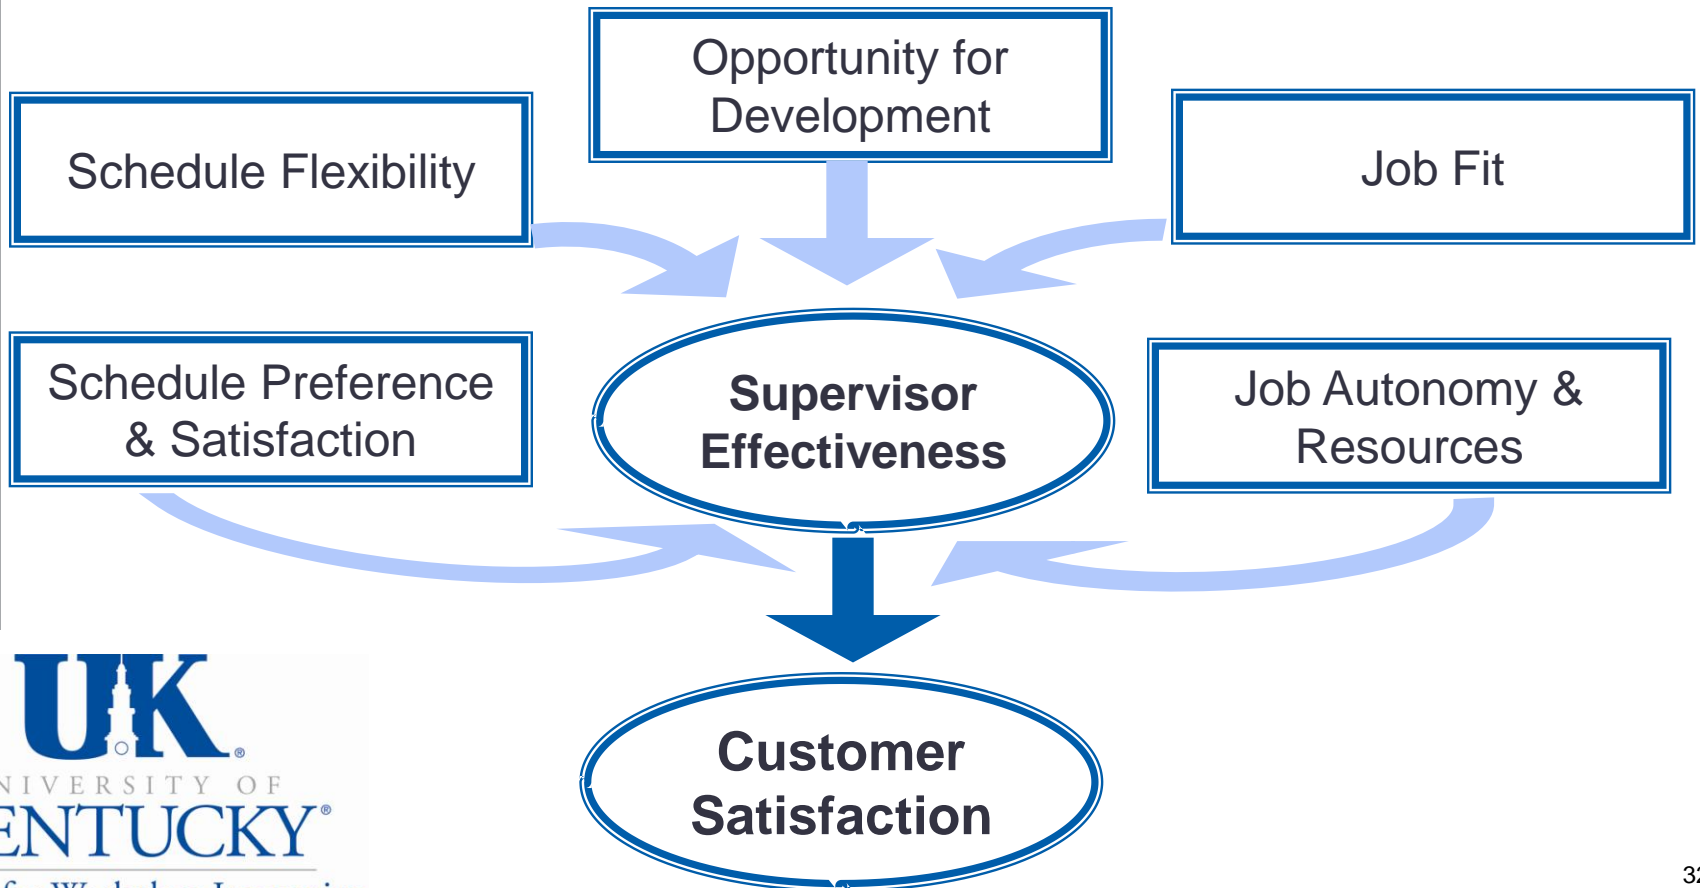 Opportunity for
Development
Schedule Flexibility
Job Fit
Schedule Preference
& Satisfaction
Supervisor
Effectiveness
Job Autonomy &
Resources
Customer
Satisfaction
UK®
NIVERSITY OF
ENTUCKY®
32